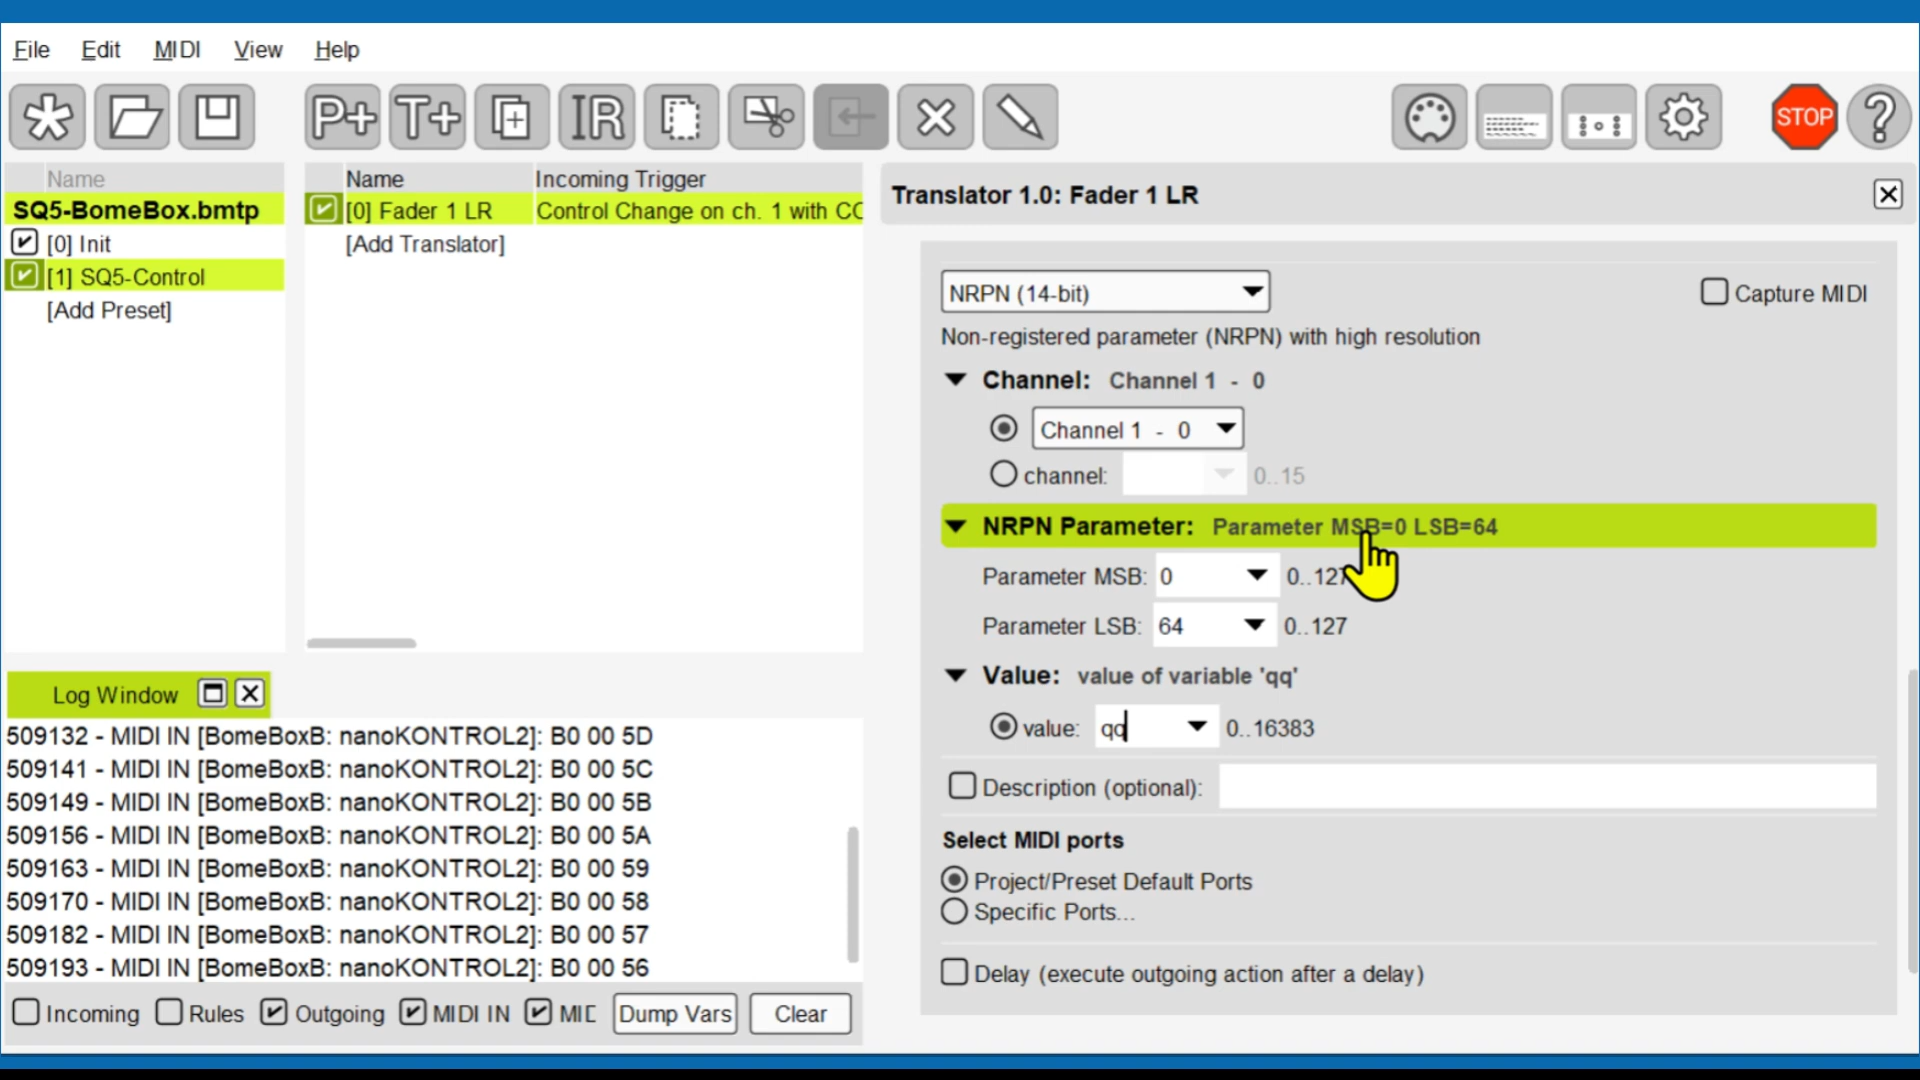 File Edit MIDI View Help
P+ T+ IR STOP ?
Name
SQ5-BomeBox.bmtp
[0] Init
[1] SQ5-Control
[Add Preset]
Name Incoming Trigger
[0] Fader 1 LR Control Change on ch. 1 with CC
[Add Translator]
Translator 1.0: Fader 1 LR
NRPN (14-bit) Capture MIDI
Non-registered parameter (NRPN) with high resolution
Channel: Channel 1 - 0
Channel 1 - 0
channel: 0..15
NRPN Parameter: Parameter MSB=0 LSB=64
Parameter MSB: 0 0..127
Parameter LSB: 64 0..127
Value: value of variable 'qq'
value: qq 0..16383
Description (optional):
Select MIDI ports
Project/Preset Default Ports
Specific Ports...
Delay (execute outgoing action after a delay)
Log Window
509132 - MIDI IN [BomeBoxB: nanoKONTROL2]: B0 00 5D
509141 - MIDI IN [BomeBoxB: nanoKONTROL2]: B0 00 5C
509149 - MIDI IN [BomeBoxB: nanoKONTROL2]: B0 00 5B
509156 - MIDI IN [BomeBoxB: nanoKONTROL2]: B0 00 5A
509163 - MIDI IN [BomeBoxB: nanoKONTROL2]: B0 00 59
509170 - MIDI IN [BomeBoxB: nanoKONTROL2]: B0 00 58
509182 - MIDI IN [BomeBoxB: nanoKONTROL2]: B0 00 57
509193 - MIDI IN [BomeBoxB: nanoKONTROL2]: B0 00 56
Incoming Rules Outgoing MIDI IN MIC Dump Vars Clear